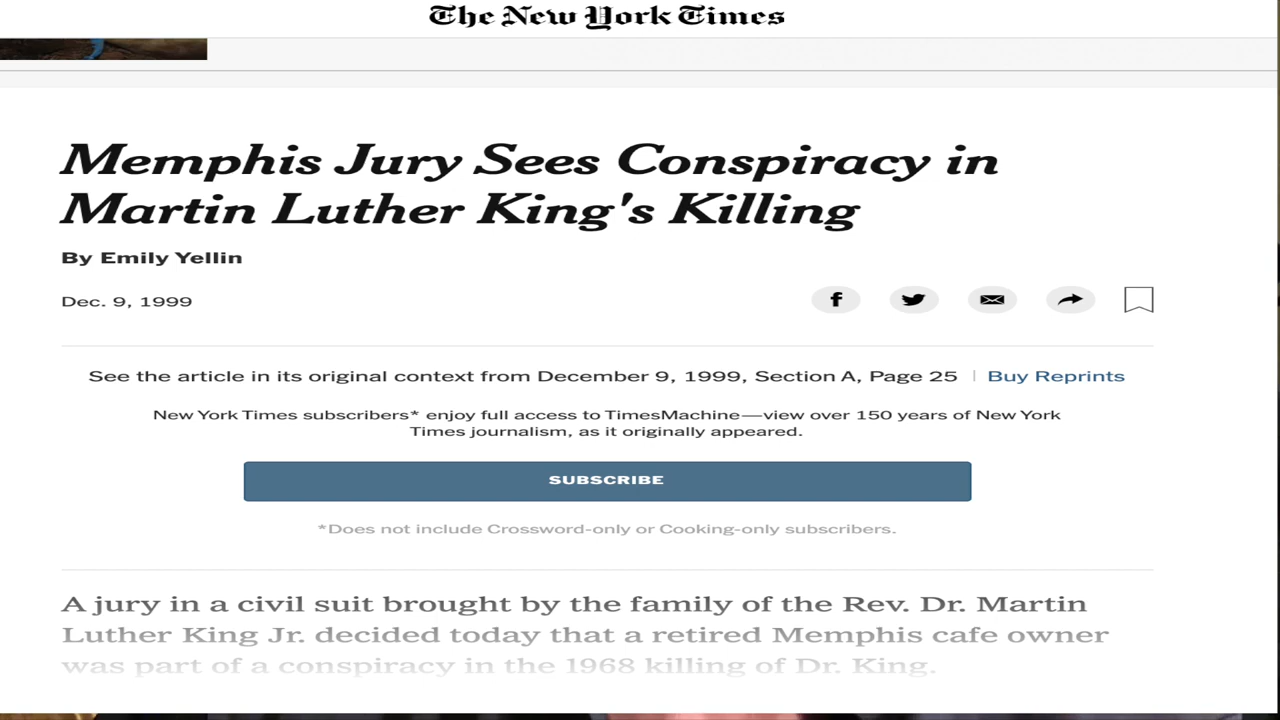 The New York Times
Memphis Jury Sees Conspiracy in
Martin Luther King's Killing
By Emily Yellin
Dec. 9, 1999
See the article in its original context from December 9, 1999, Section A, Page 25 | Buy Reprints
New York Times subscribers* enjoy full access to TimesMachine—view over 150 years of New York
Times journalism, as it originally appeared.
SUBSCRIBE
*Does not include Crossword-only or Cooking-only subscribers.
A jury in a civil suit brought by the family of the Rev. Dr. Martin
Luther King Jr. decided today that a retired Memphis cafe owner
was part of a conspiracy in the 1968 killing of Dr. King.